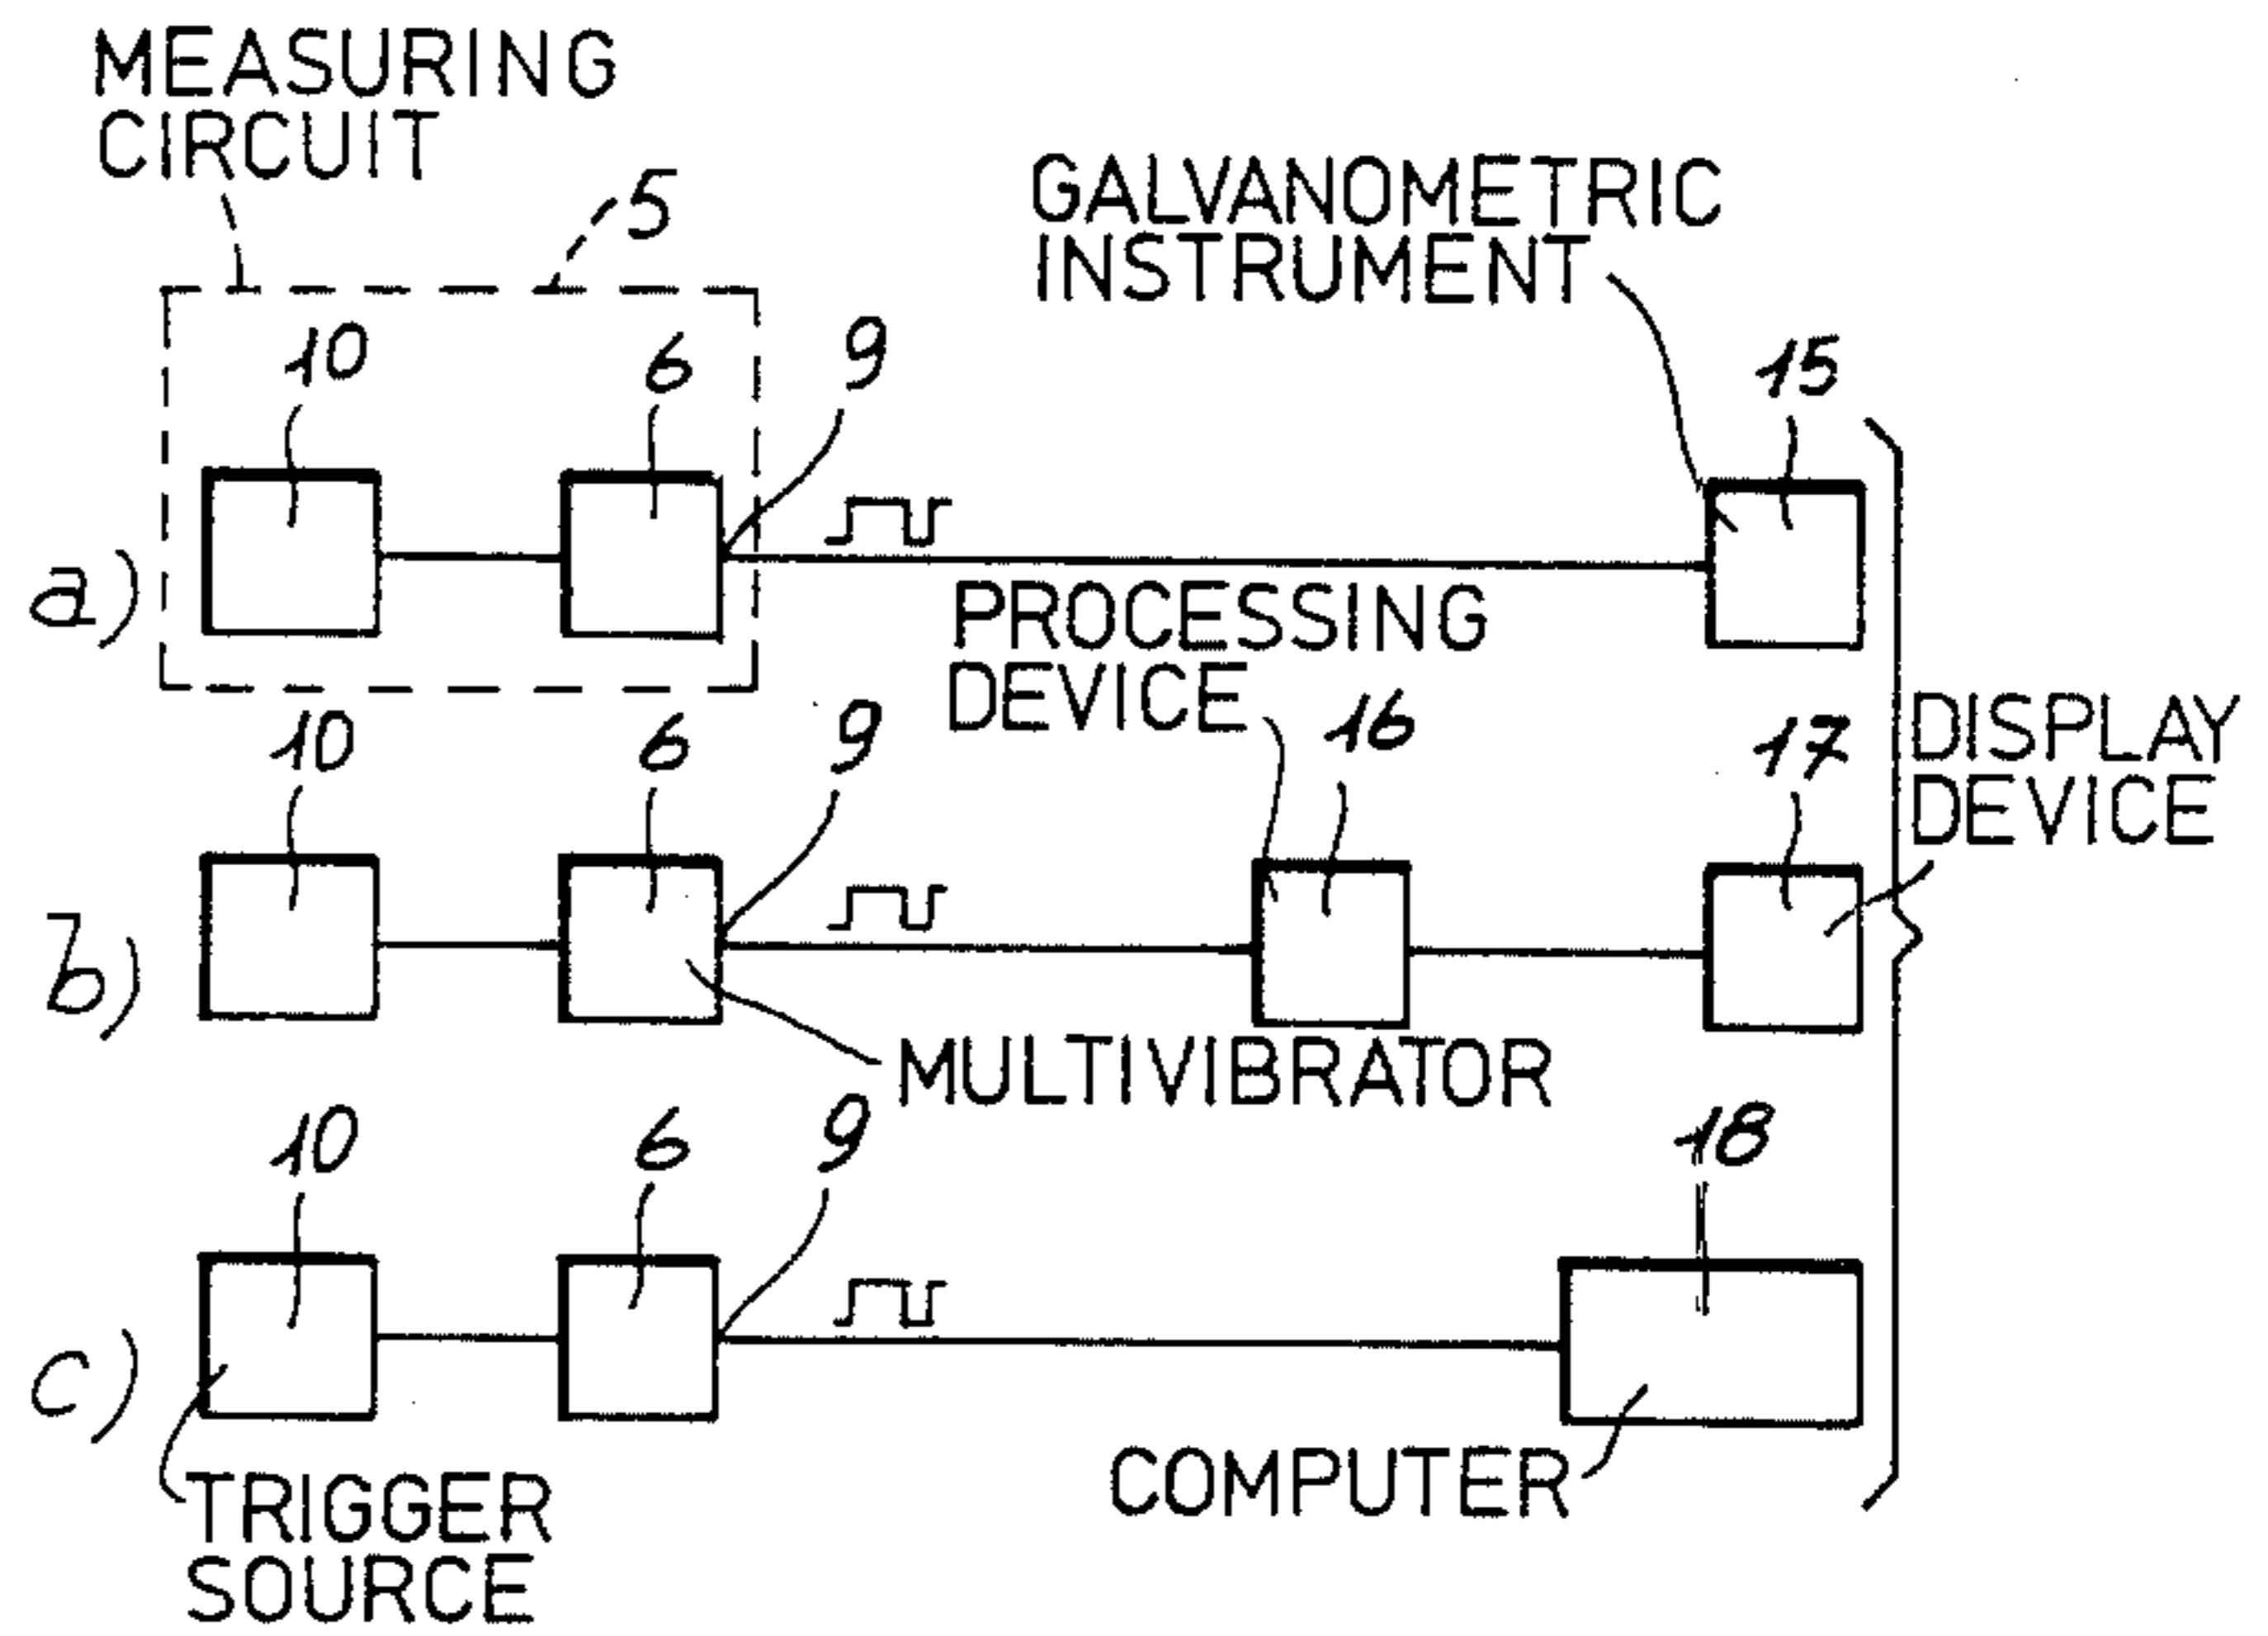 MEASURING
CIRCUIT
5
GALVANOMETRIC
INSTRUMENT
10
6
9
15
a)
PROCESSING
DEVICE
10
6
9
16
17
DISPLAY
DEVICE
b)
MULTIVIBRATOR
10
6
9
18
c)
COMPUTER
TRIGGER
SOURCE